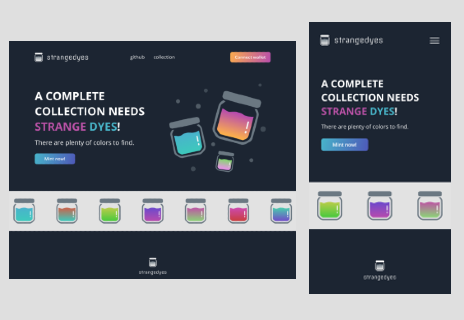 strangedyes
github collection
Connect wallet
A COMPLETE
COLLECTION NEEDS
STRANGE DYES!
There are plenty of colors to find.
Mint now!
strangedyes
strangedyes
A COMPLETE
COLLECTION NEEDS
STRANGE DYES!
There are plenty of colors to find.
Mint now!
strangedyes